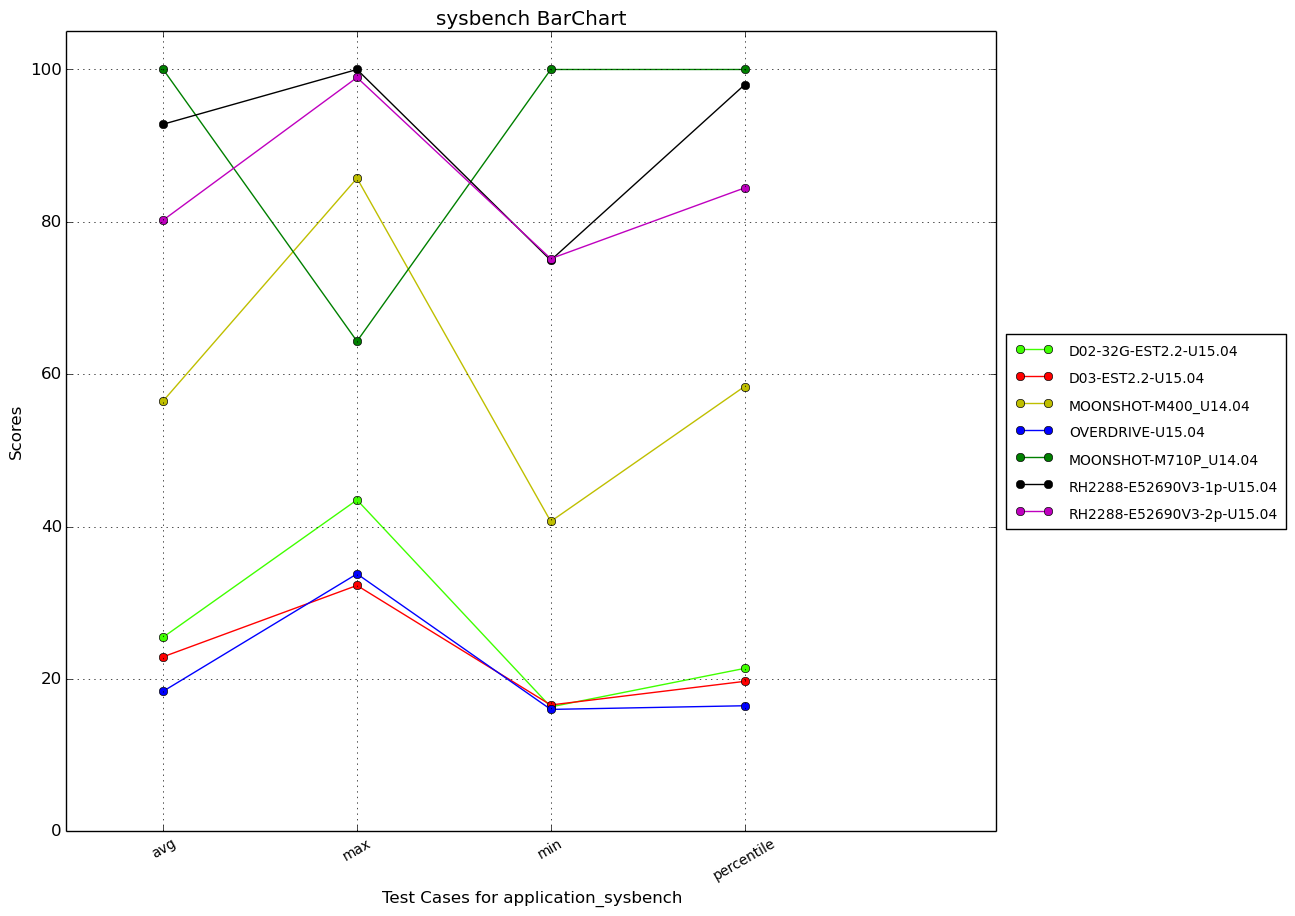 sysbench BarChart
100
80
60
40
20
0
Scores
avg
max
min
percentile
Test Cases for application_sysbench
D02-32G-EST2.2-U15.04
D03-EST2.2-U15.04
MOONSHOT-M400_U14.04
OVERDRIVE-U15.04
MOONSHOT-M710P_U14.04
RH2288-E52690V3-1p-U15.04
RH2288-E52690V3-2p-U15.04